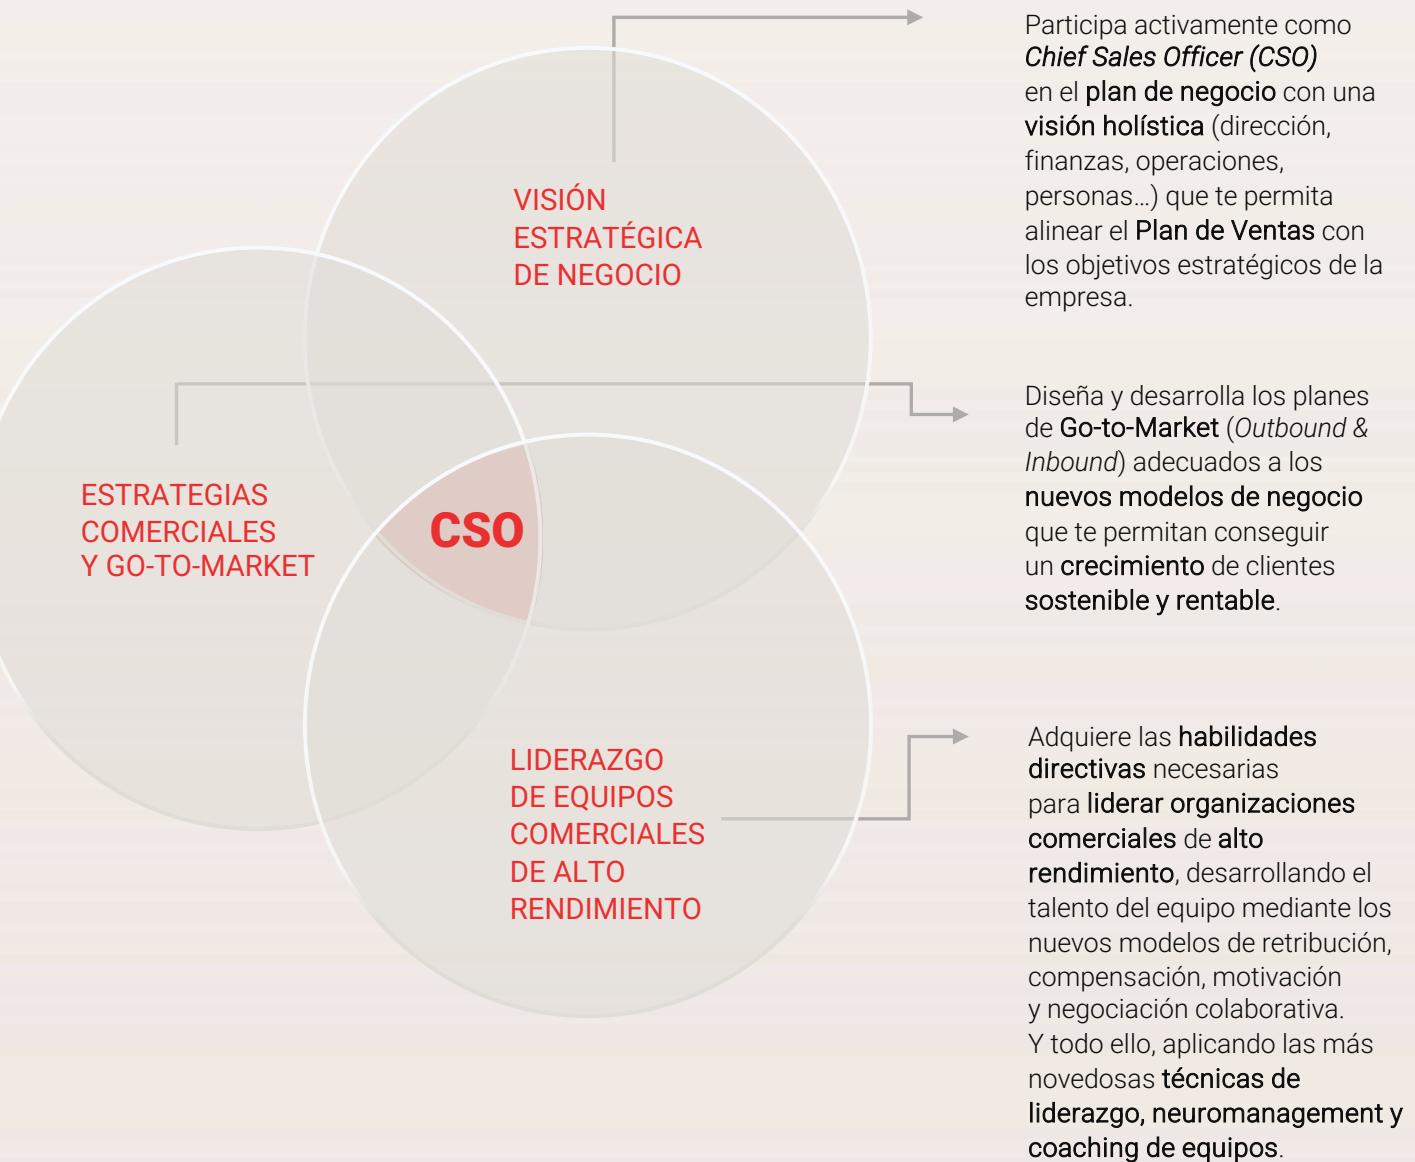 VISIÓN
ESTRATÉGICA
DE NEGOCIO
Participa activamente como
Chief Sales Officer (CSO)
en el plan de negocio con una
visión holística (dirección,
finanzas, operaciones,
personas...) que te permita
alinear el Plan de Ventas con
los objetivos estratégicos de la
empresa.
ESTRATEGIAS
COMERCIALES
Y GO-TO-MARKET
CSO
Diseña y desarrolla los planes
de Go-to-Market (Outbound &
Inbound) adecuados a los
nuevos modelos de negocio
que te permitan conseguir
un crecimiento de clientes
sostenible y rentable.
LIDERAZGO
DE EQUIPOS
COMERCIALES
DE ALTO
RENDIMIENTO
Adquiere las habilidades
directivas necesarias
para liderar organizaciones
comerciales de alto
rendimiento, desarrollando el
talento del equipo mediante los
nuevos modelos de retribución,
compensación, motivación
y negociación colaborativa.
Y todo ello, aplicando las más
novedosas técnicas de
liderazgo, neuromanagement y
coaching de equipos.